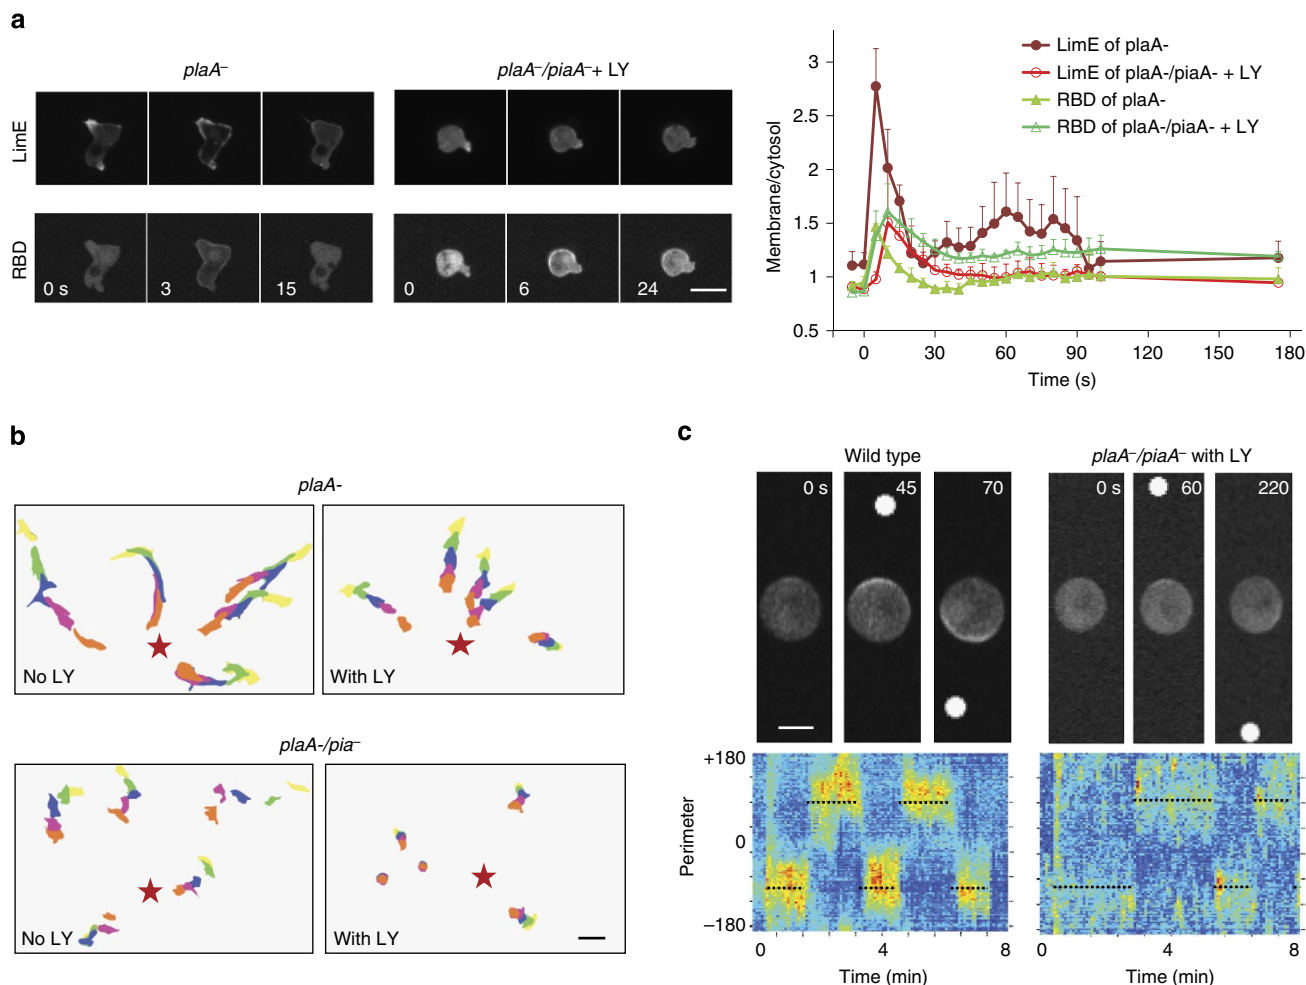 a
plaA–
plaA–/piaA–+ LY
LimE
RBD
0 s
3
15
0
6
24
LimE of plaA-
LimE of plaA-/piaA- + LY
RBD of plaA-
RBD of plaA-/piaA- + LY
Membrane/cytosol
3
2.5
2
1.5
1
0.5
0
30
60
90
120
150
180
Time (s)
b
plaA-
No LY
With LY
plaA-/pia–
No LY
With LY
c
Wild type
plaA–/piaA– with LY
0 s
45
70
0 s
60
220
+180
Perimeter
0
–180
0
4
8
0
4
8
Time (min)
Time (min)